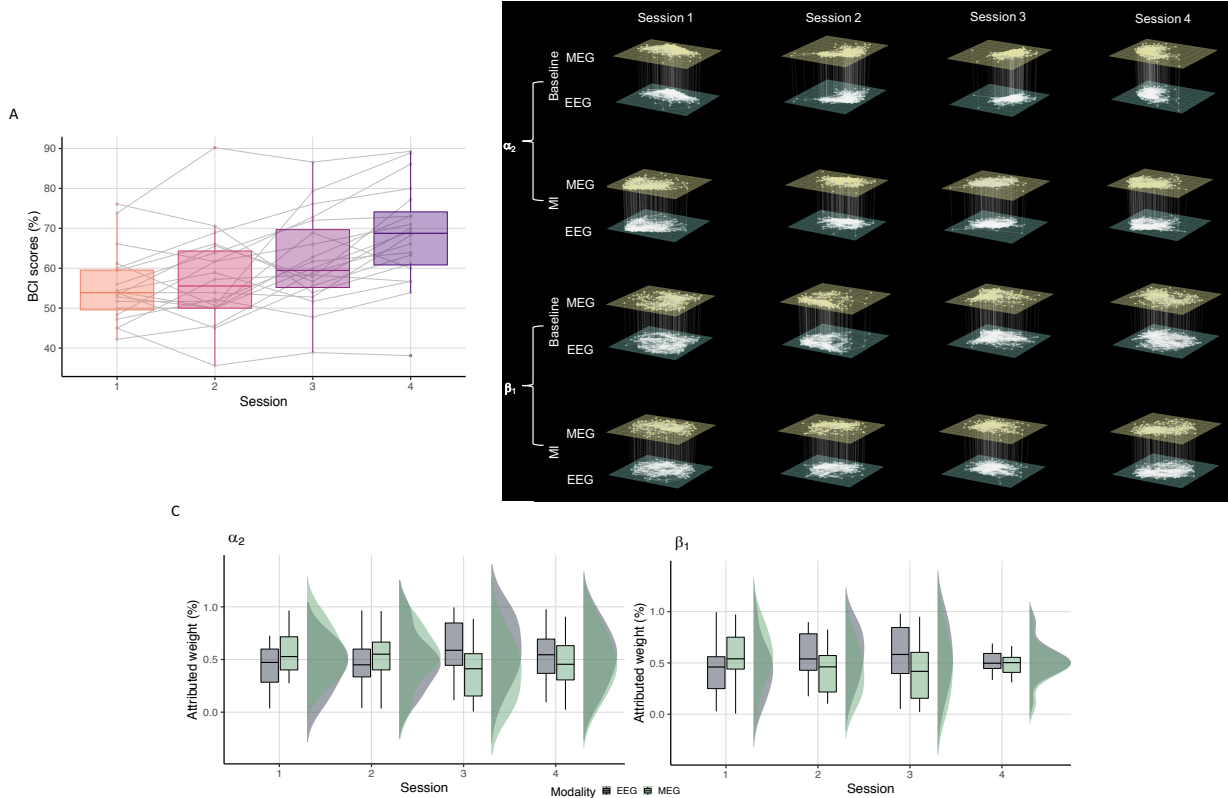 A
90
80
70
60
50
40
BCI scores (%)
1 2 3 4
Session
Session 1 Session 2 Session 3 Session 4
α2
Baseline
MEG
EEG
MI
MEG
EEG
β1
Baseline
MEG
EEG
MI
MEG
EEG
C
α2
Attributed weight (%)
1.0
0.5
0.0
1 2 3 4
Session
β1
Attributed weight (%)
1.0
0.5
0.0
1 2 3 4
Session
Modality EEG MEG